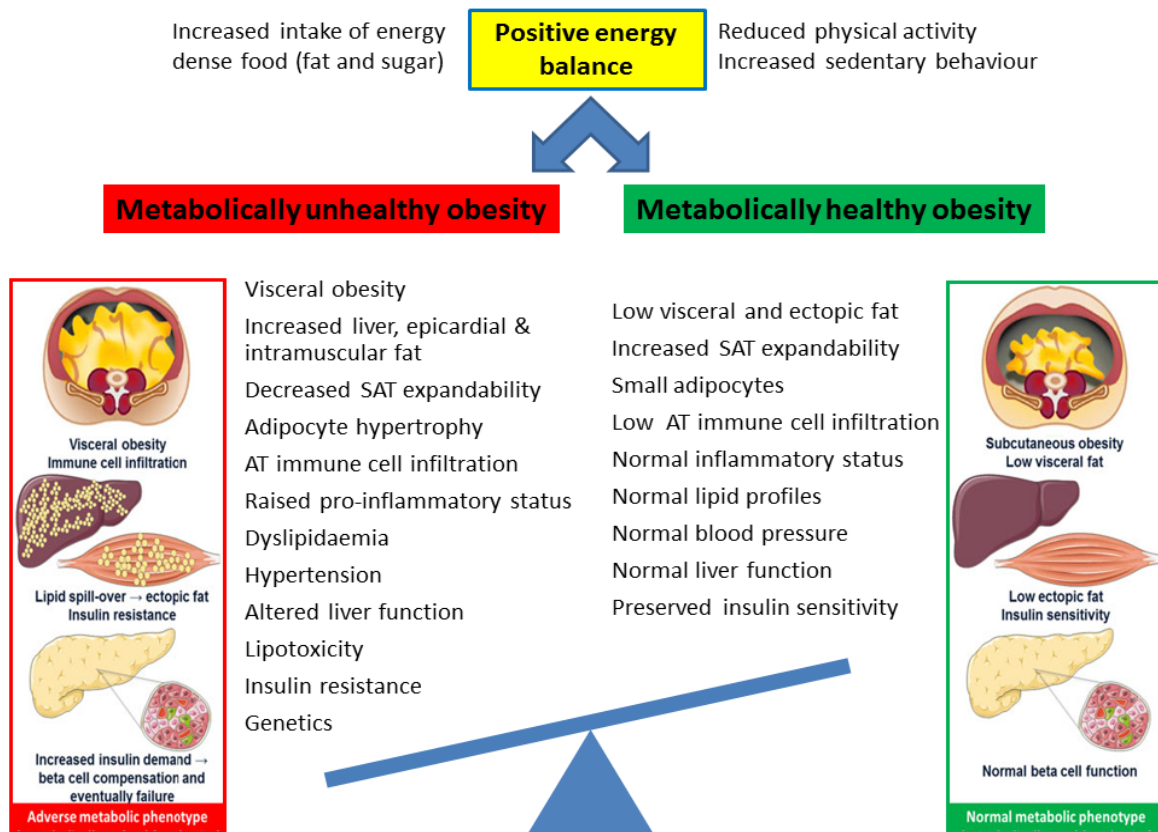 Increased intake of energy
dense food (fat and sugar)
Positive energy
balance
Reduced physical activity
Increased sedentary behaviour
Metabolically unhealthy obesity
Metabolically healthy obesity
Visceral obesity
Immune cell infiltration
Lipid spill-over → ectopic fat
Insulin resistance
Increased insulin demand →
beta cell compensation and
eventually failure
Adverse metabolic phenotype
Visceral obesity
Increased liver, epicardial &
intramuscular fat
Decreased SAT expandability
Adipocyte hypertrophy
AT immune cell infiltration
Raised pro-inflammatory status
Dyslipidaemia
Hypertension
Altered liver function
Lipotoxicity
Insulin resistance
Genetics
Low visceral and ectopic fat
Increased SAT expandability
Small adipocytes
Low AT immune cell infiltration
Normal inflammatory status
Normal lipid profiles
Normal blood pressure
Normal liver function
Preserved insulin sensitivity
Subcutaneous obesity
Low visceral fat
Low ectopic fat
Insulin sensitivity
Normal beta cell function
Normal metabolic phenotype